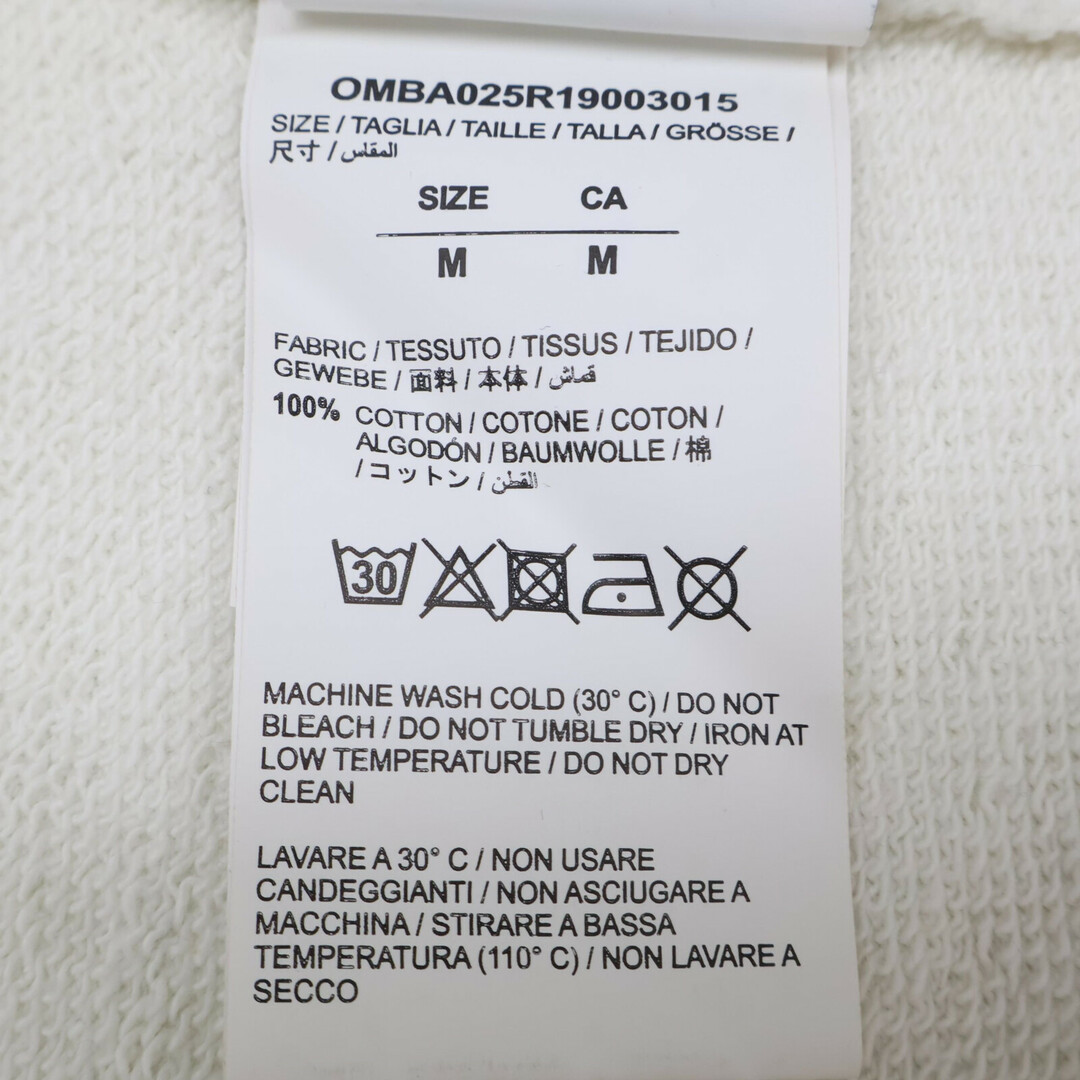 OMBA025R19003015
SIZE / TAGLIA / TAILLE / TALLA / GRÖSSE /
尺寸 / المقاس
SIZE CA
M M
FABRIC / TESSUTO / TISSUS / TEJIDO /
GEWEBE / 面料 / 本体 / قماش
100% COTTON / COTONE / COTON /
ALGODÓN / BAUMWOLLE / 棉
/ コットン / القطن
30
MACHINE WASH COLD (30° C) / DO NOT
BLEACH / DO NOT TUMBLE DRY / IRON AT
LOW TEMPERATURE / DO NOT DRY
CLEAN
LAVARE A 30° C / NON USARE
CANDEGGIANTI / NON ASCIUGARE A
MACCHINA / STIRARE A BASSA
TEMPERATURA (110° C) / NON LAVARE A
SECCO